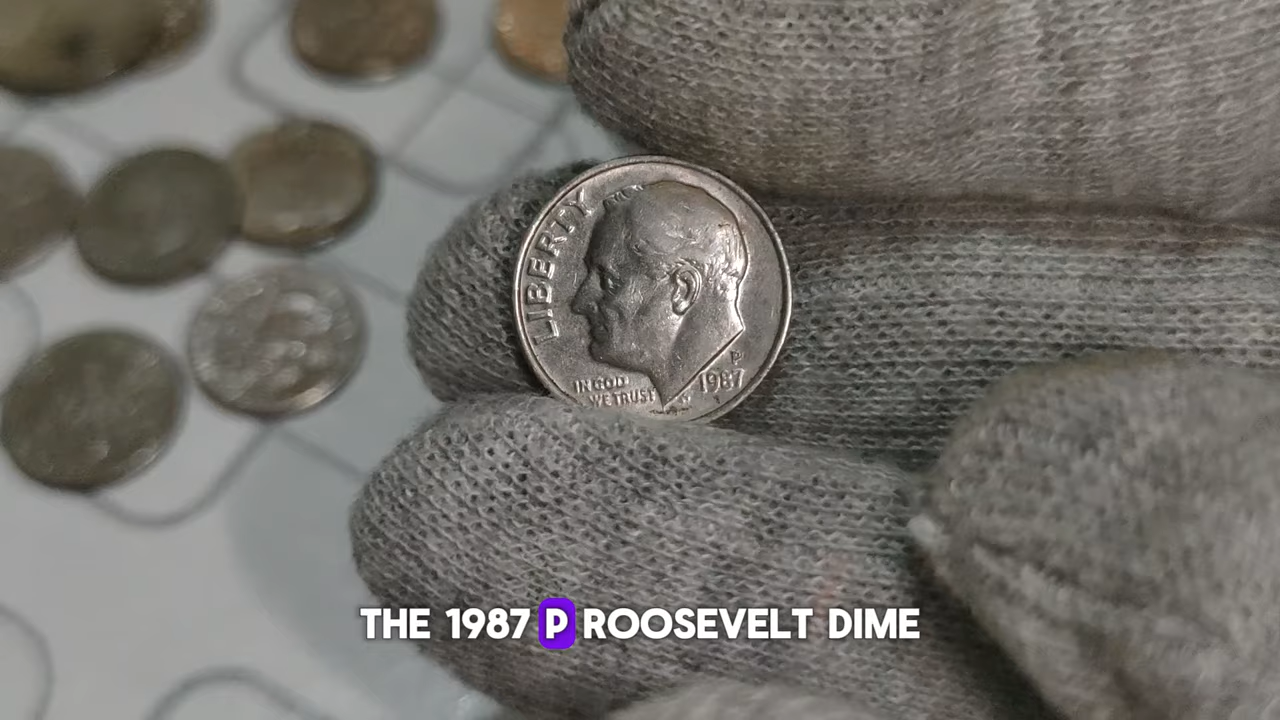 LIBERTY
IN GOD
WE TRUST
P
1987
THE 1987 P ROOSEVELT DIME